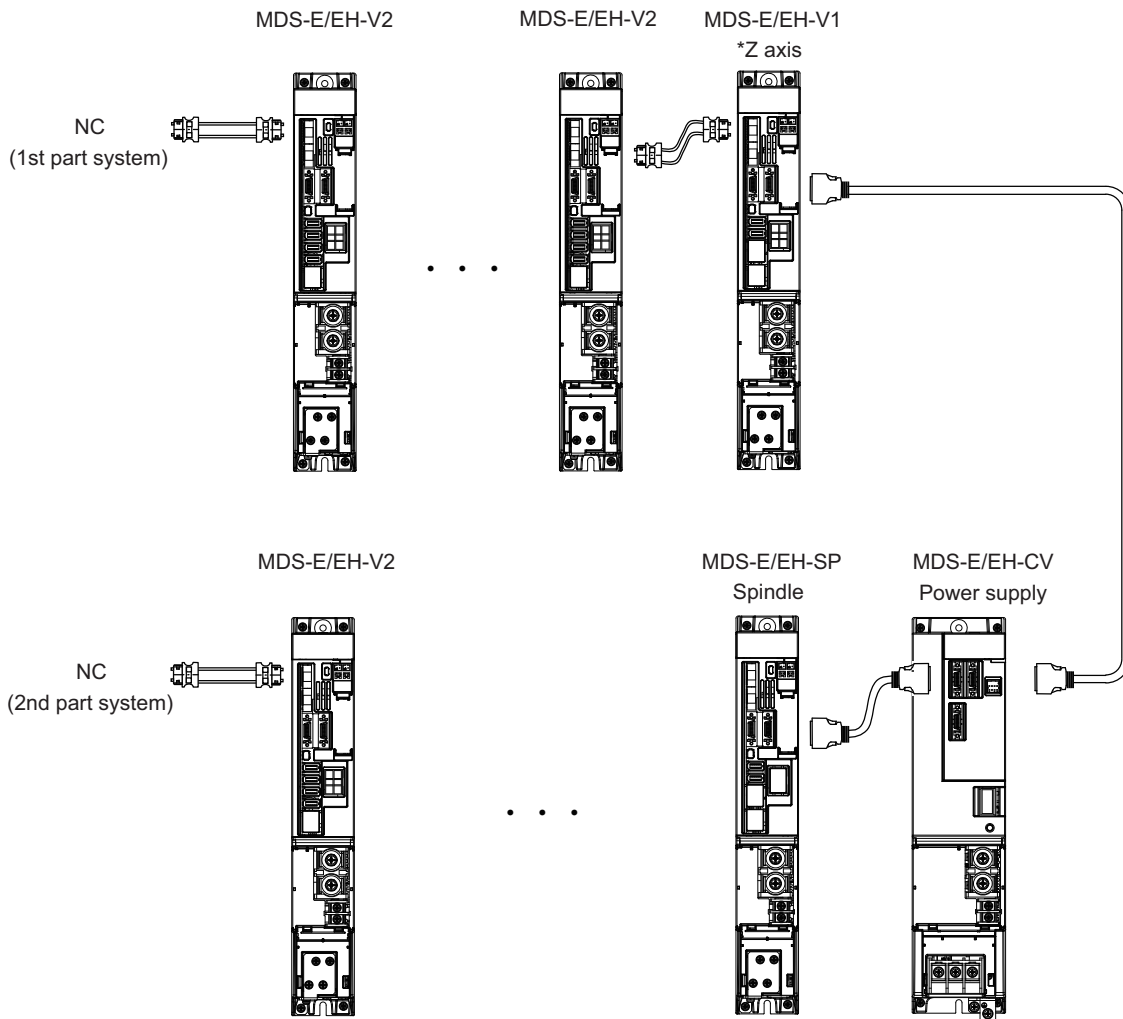 MDS-E/EH-V2
MDS-E/EH-V2
MDS-E/EH-V1
*Z axis
NC
(1st part system)
. . .
MDS-E/EH-V2
MDS-E/EH-SP
Spindle
MDS-E/EH-CV
Power supply
NC
(2nd part system)
. . .